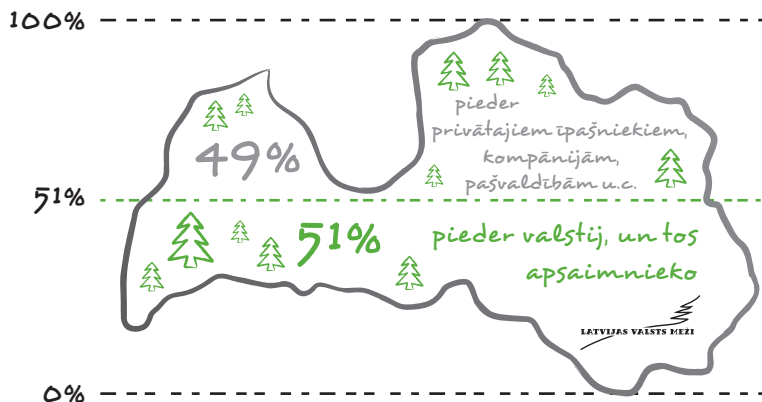 100%
pieder
privātajiem īpašniekiem,
49%
kompānijām,
pašvaldībām u.c.
51%
51%
pieder valstij, un tos
apsaimnieko
LATVIJAS VALSTS MEŽI
0%